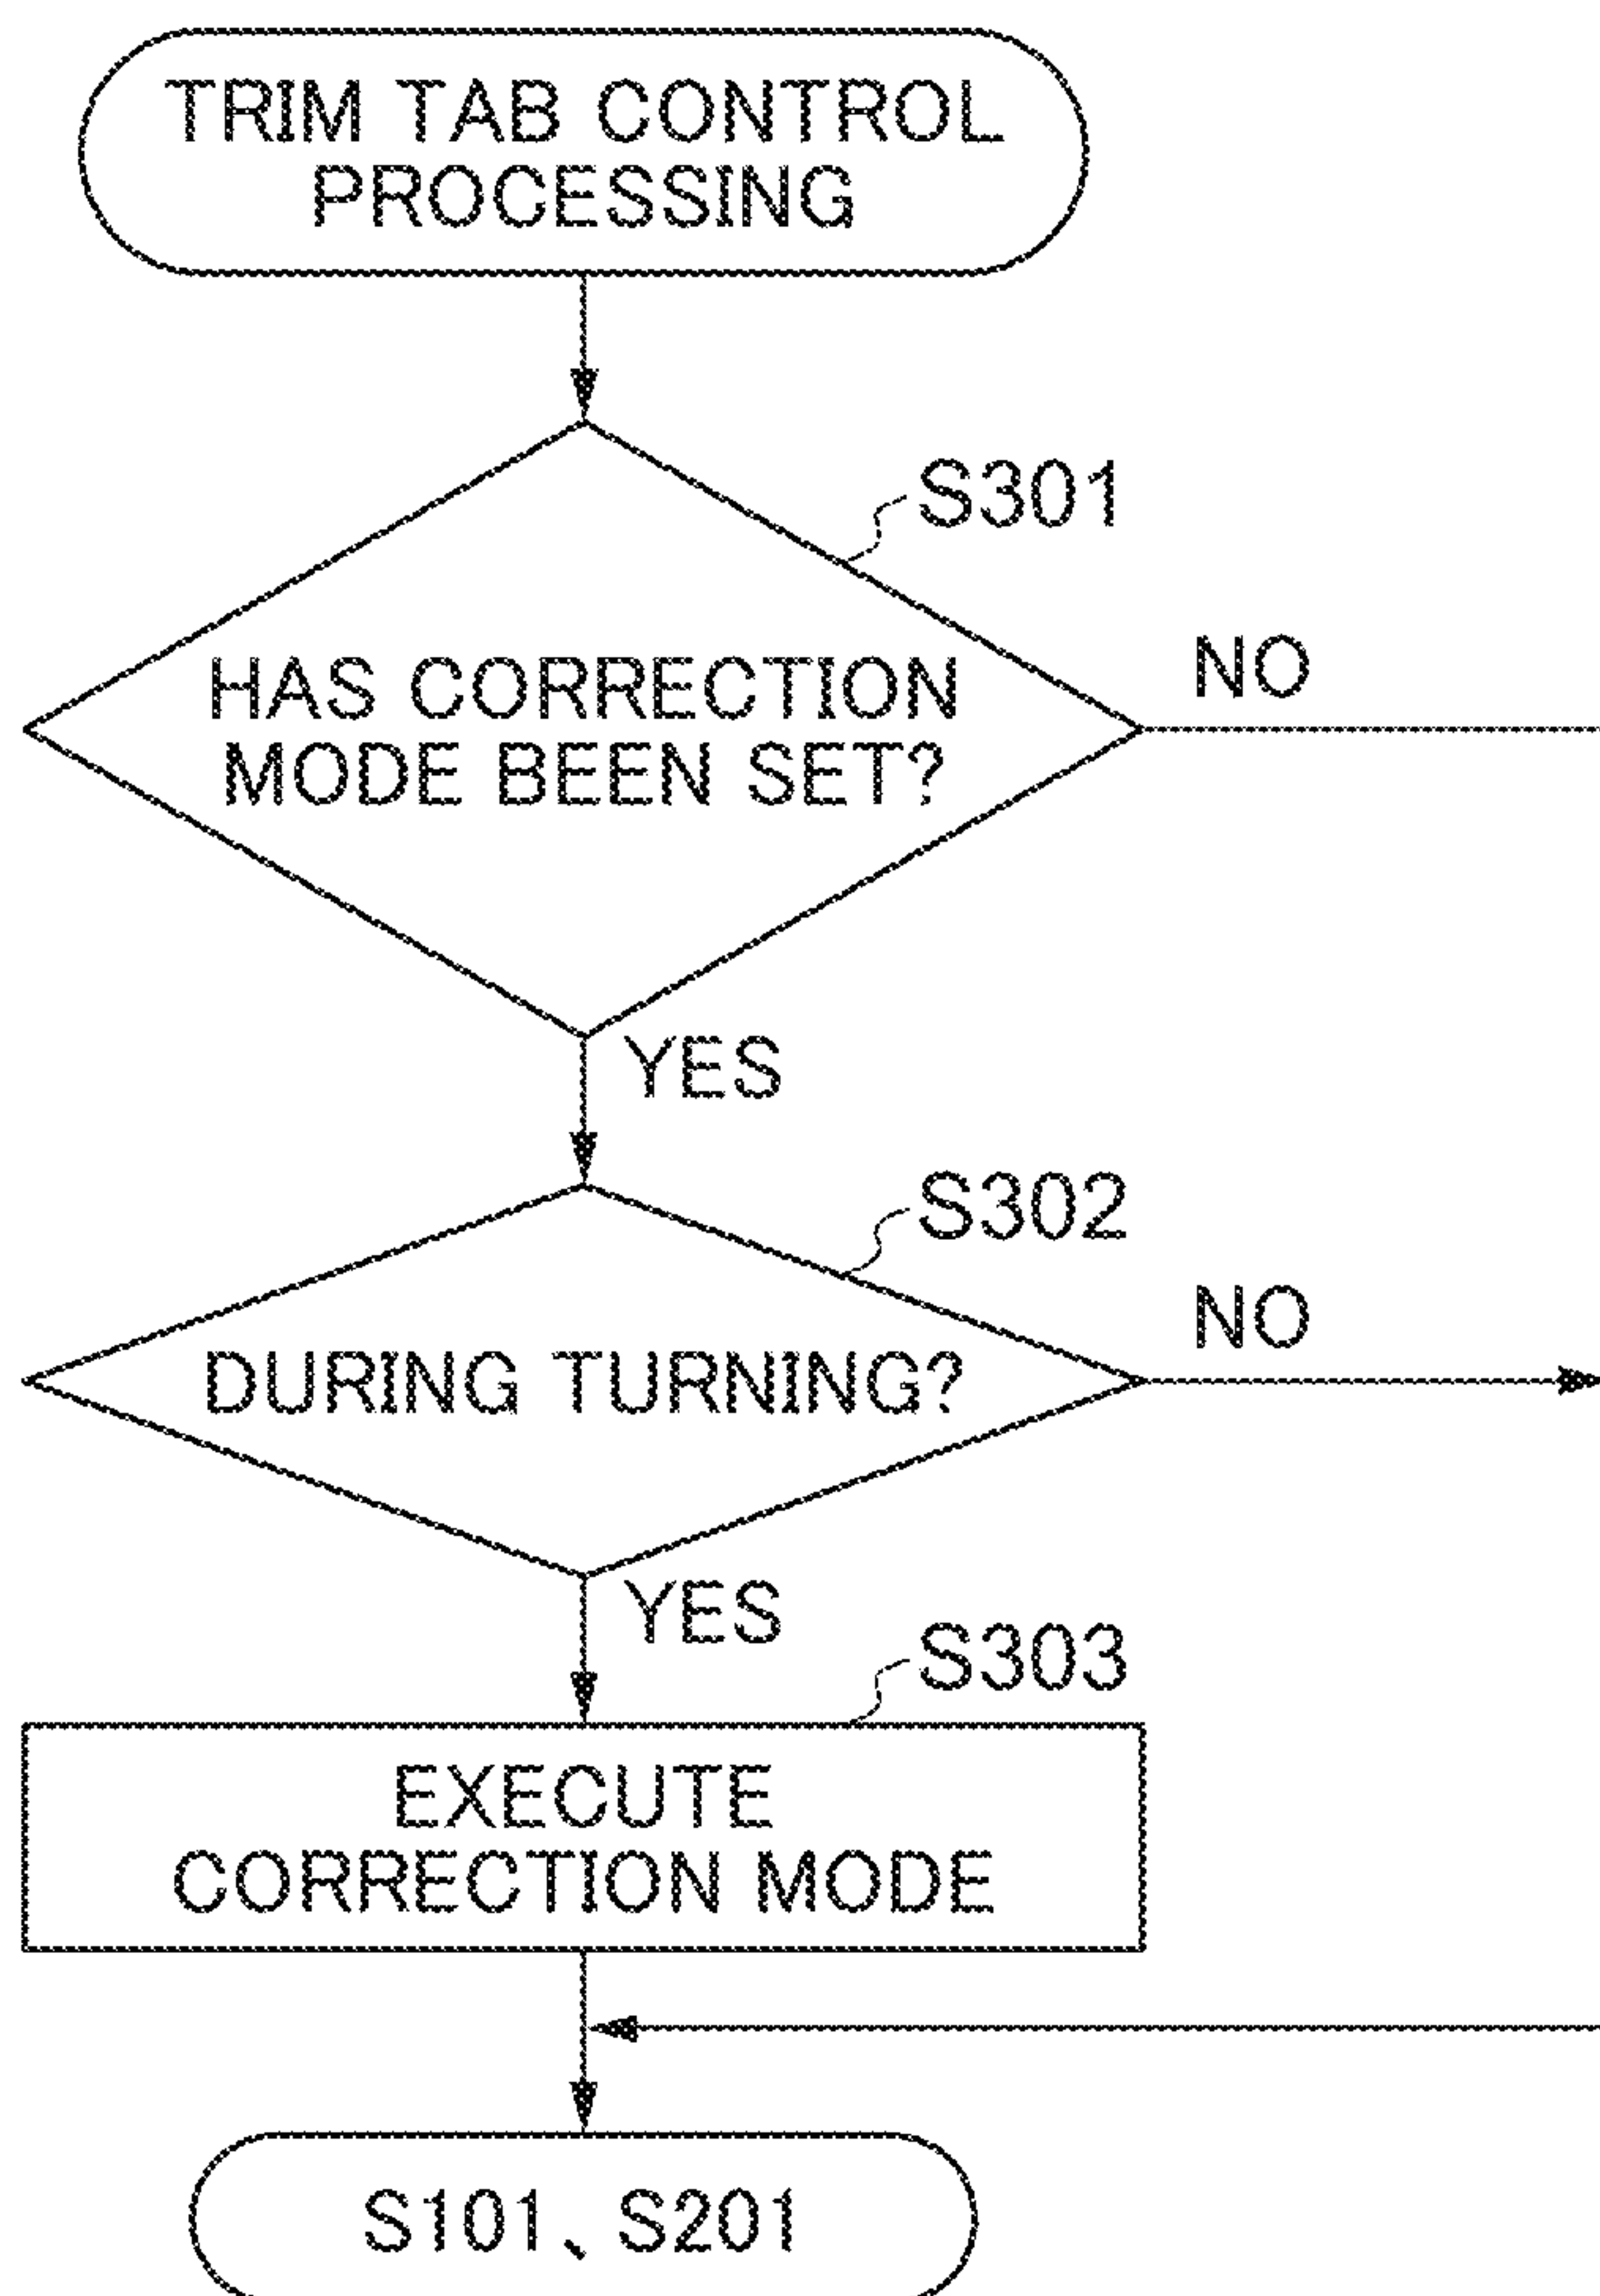 TRIM TAB CONTROL
PROCESSING
S301
NO
HAS CORRECTION
MODE BEEN SET?
YES
S302
NO
DURING TURNING?
YES
S303
EXECUTE
CORRECTION MODE
S101、S201